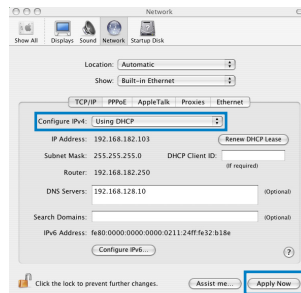 Network
Show All Displays Sound Network Startup Disk
Location: Automatic
Show: Built-in Ethernet
TCP/IP PPPoE AppleTalk Proxies Ethernet
Configure IPv4: Using DHCP
IP Address: 192.168.182.103 Renew DHCP Lease
Subnet Mask: 255.255.255.0 DHCP Client ID:
(If required)
Router: 192.168.182.250
DNS Servers: 192.168.128.10 (Optional)
Search Domains: (Optional)
IPv6 Address: fe80:0000:0000:0000:0211:24ff:fe32:b18e
Configure IPv6... ?
Click the lock to prevent further changes. Assist me... Apply Now